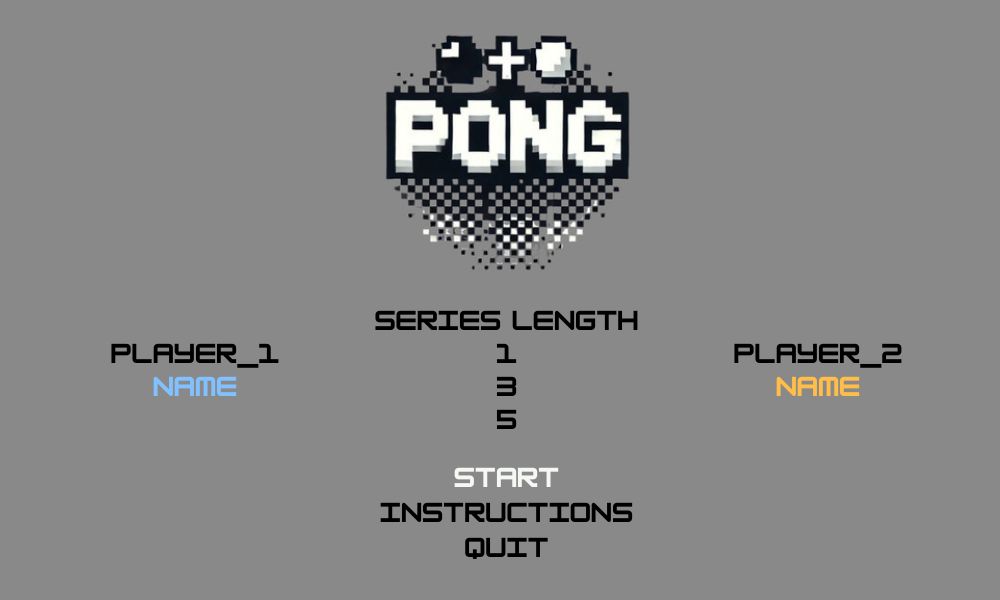 PONG
SERIES LENGTH
PLAYER_1
NAME
1
3
5
PLAYER_2
NAME
START
INSTRUCTIONS
QUIT